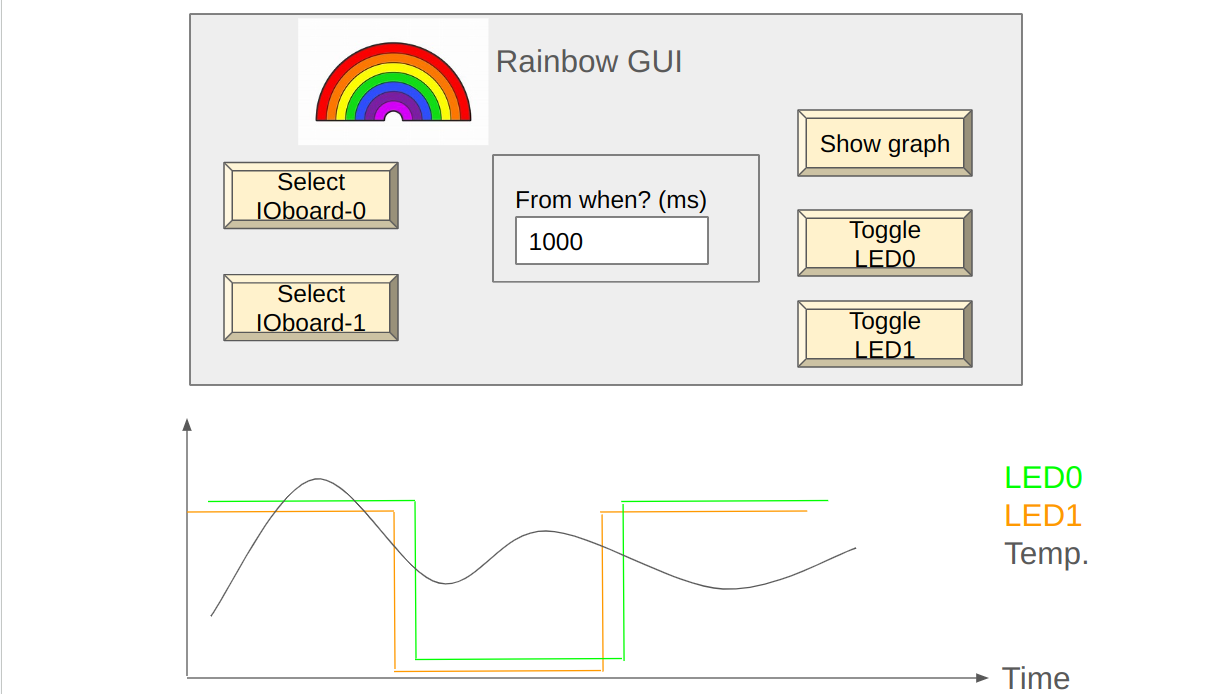 Rainbow GUI
Select
IOboard-0
Select
IOboard-1
From when? (ms)
1000
Show graph
Toggle
LED0
Toggle
LED1
LED0
LED1
Temp.
Time